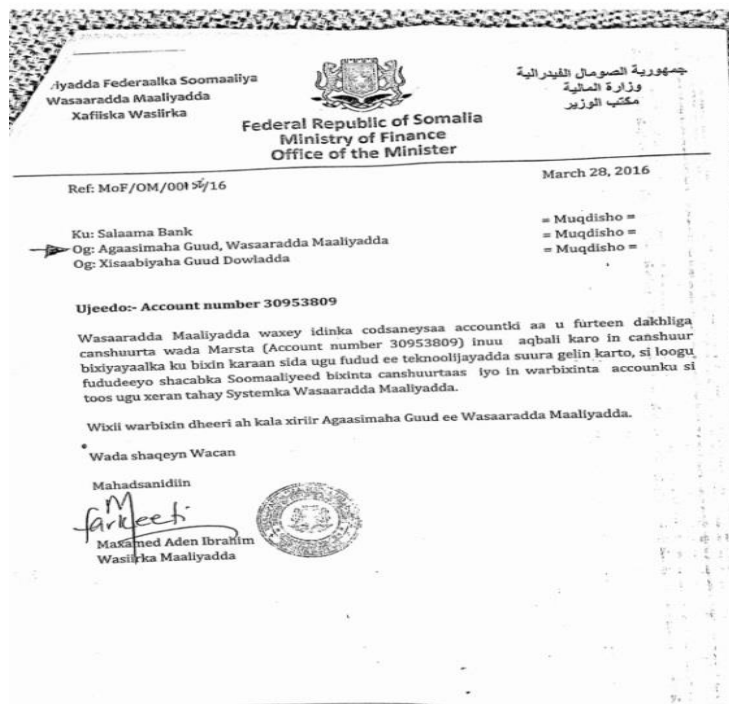 riyadda Federaalka Soomaaliya
Wasaaradda Maaliyadda
Xafiiska Wasiirka
Federal Republic of Somalia
Ministry of Finance
Office of the Minister
جمهورية الصومال الفيدرالية
وزارة المالية
مكتب الوزير
Ref: MoF/OM/001 /16
March 28, 2016
Ku: Salaama Bank = Muqdisho =
Og: Agaasimaha Guud, Wasaaradda Maaliyadda = Muqdisho =
Og: Xisaabiyaha Guud Dowladda = Muqdisho =
Ujeedo:- Account number 30953809
Wasaaradda Maaliyadda waxey idinka codsaneysaa accountki aa u furteen dakhliga
canshuurta wada Marsta (Account number 30953809) inuu aqbali karo in canshuur
bixiyayaalka ku bixin karaan sida ugu fudud ee teknoolijayadda suura gelin karto, si loogu
fududeeyo shacabka Soomaaliyeed bixinta canshuurtaas iyo in warbixinta accounku si
toos ugu xeran tahay Systemka Wasaaradda Maaliyadda.
Wixii warbixin dheeri ah kala xiriir Agaasimaha Guud ee Wasaaradda Maaliyadda.
Wada shaqeyn Wacan
Mahadsanidiin
Maxamed Aden Ibrahim
Wasiirka Maaliyadda